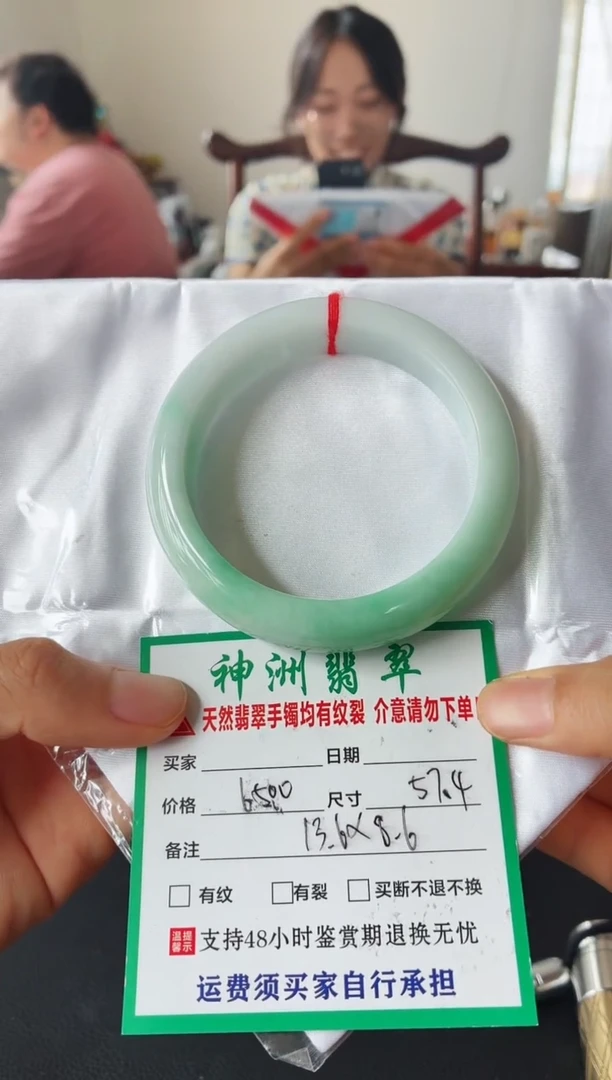 神洲翡翠
天然翡翠手镯均有纹裂 介意请勿下单!
买家 日期
价格 6500 尺寸 57.4
备注 13.6×8.6
有纹 有裂 买断不退不换
温馨提示 支持48小时鉴赏期退换无忧
运费须买家自行承担